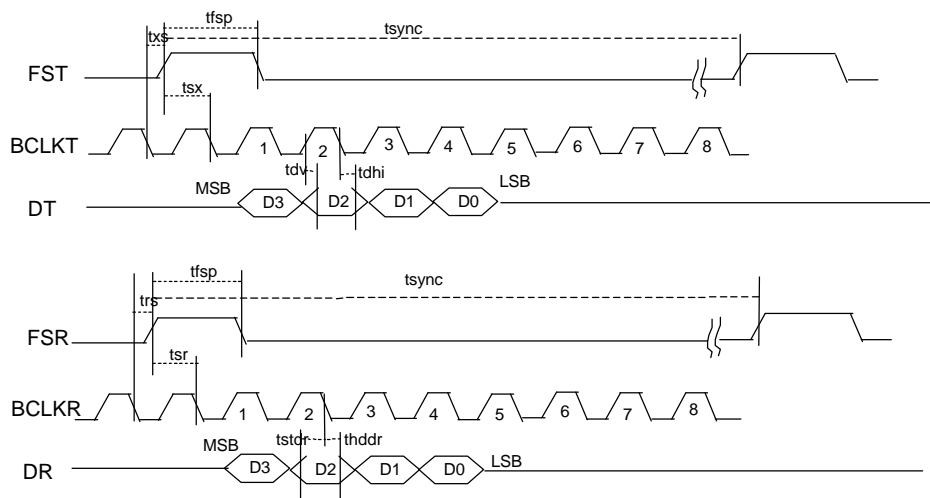 tfsp
txs tsync
FST
tsx
BCLKT 1 2 3 4 5 6 7 8
tdv tdhi
MSB LSB
DT D3 D2 D1 D0
tfsp
tsync
trs
FSR
tsr
BCLKR 1 2 3 4 5 6 7 8
tstdr thddr
MSB LSB
DR D3 D2 D1 D0